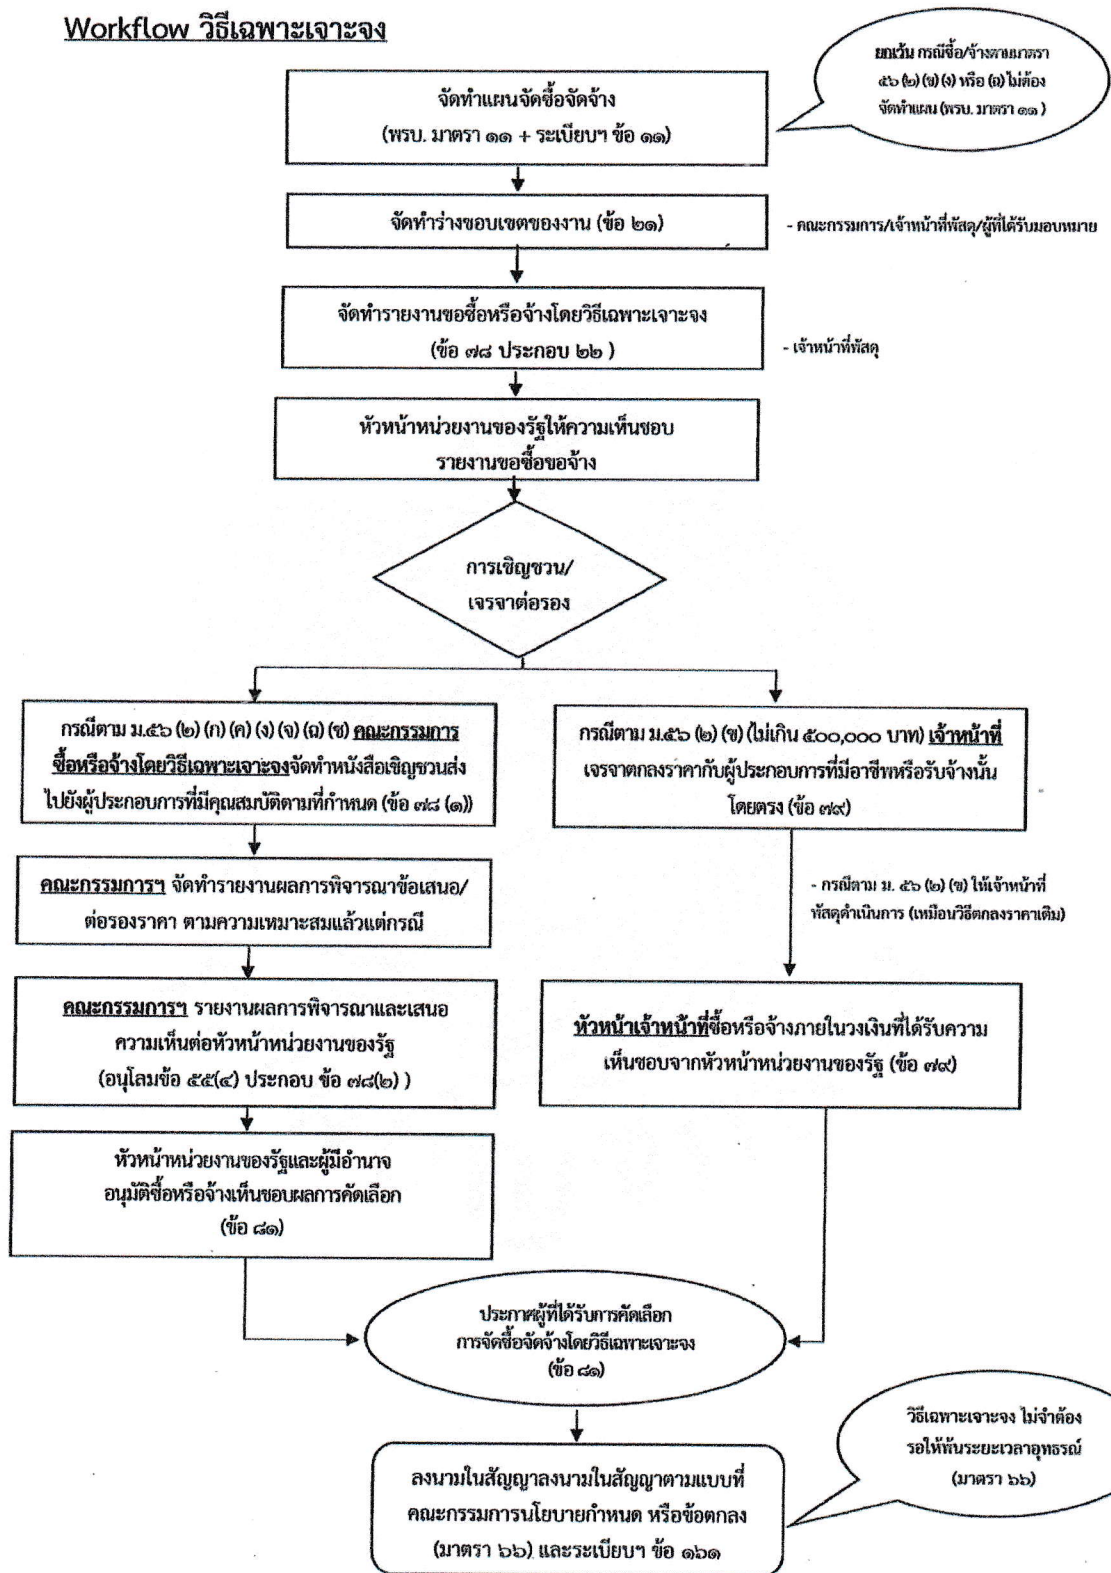 Workflow วิธีเฉพาะเจาะจง
ยกเว้น กรณีซื้อ/จ้างตามมาตรา
๕๖ (๒) (ข) (ง) หรือ (ฉ) ไม่ต้อง
จัดทำแผน (พรบ. มาตรา ๑๑ )
จัดทำแผนจัดซื้อจัดจ้าง
(พรบ. มาตรา ๑๑ + ระเบียบฯ ข้อ ๑๑)
จัดทำร่างขอบเขตของงาน (ข้อ ๒๑)
- คณะกรรมการ/เจ้าหน้าที่พัสดุ/ผู้ที่ได้รับมอบหมาย
จัดทำรายงานขอซื้อหรือจ้างโดยวิธีเฉพาะเจาะจง
(ข้อ ๗๘ ประกอบ ๒๒ )
- เจ้าหน้าที่พัสดุ
หัวหน้าหน่วยงานของรัฐให้ความเห็นชอบ
รายงานขอซื้อขอจ้าง
การเชิญชวน/
เจรจาต่อรอง
กรณีตาม ม.๕๖ (๒) (ก) (ค) (ง) (จ) (ฉ) (ช) คณะกรรมการ
ซื้อหรือจ้างโดยวิธีเฉพาะเจาะจงจัดทำหนังสือเชิญชวนส่ง
ไปยังผู้ประกอบการที่มีคุณสมบัติตามที่กำหนด (ข้อ ๗๘ (๑))
กรณีตาม ม.๕๖ (๒) (ข) (ไม่เกิน ๕๐๐,๐๐๐ บาท) เจ้าหน้าที่
เจรจาตกลงราคากับผู้ประกอบการที่มีอาชีพหรือรับจ้างนั้น
โดยตรง (ข้อ ๗๙)
คณะกรรมการฯ จัดทำรายงานผลการพิจารณาข้อเสนอ/
ต่อรองราคา ตามความเหมาะสมแล้วแต่กรณี
- กรณีตาม ม. ๕๖ (๒) (ข) ให้เจ้าหน้าที่
พัสดุดำเนินการ (เหมือนวิธีตกลงราคาเดิม)
คณะกรรมการฯ รายงานผลการพิจารณาและเสนอ
ความเห็นต่อหัวหน้าหน่วยงานของรัฐ
(อนุโลมข้อ ๕๕(๔) ประกอบ ข้อ ๗๘(๒) )
หัวหน้าเจ้าหน้าที่ซื้อหรือจ้างภายในวงเงินที่ได้รับความ
เห็นชอบจากหัวหน้าหน่วยงานของรัฐ (ข้อ ๗๙)
หัวหน้าหน่วยงานของรัฐและผู้มีอำนาจ
อนุมัติซื้อหรือจ้างเห็นชอบผลการคัดเลือก
(ข้อ ๘๑)
ประกาศผู้ที่ได้รับการคัดเลือก
การจัดซื้อจัดจ้างโดยวิธีเฉพาะเจาะจง
(ข้อ ๘๑)
วิธีเฉพาะเจาะจง ไม่จำต้อง
รอให้พ้นระยะเวลาอุทธรณ์
(มาตรา ๖๖)
ลงนามในสัญญาลงนามในสัญญาตามแบบที่
คณะกรรมการนโยบายกำหนด หรือข้อตกลง
(มาตรา ๖๖) และระเบียบฯ ข้อ ๑๖๑